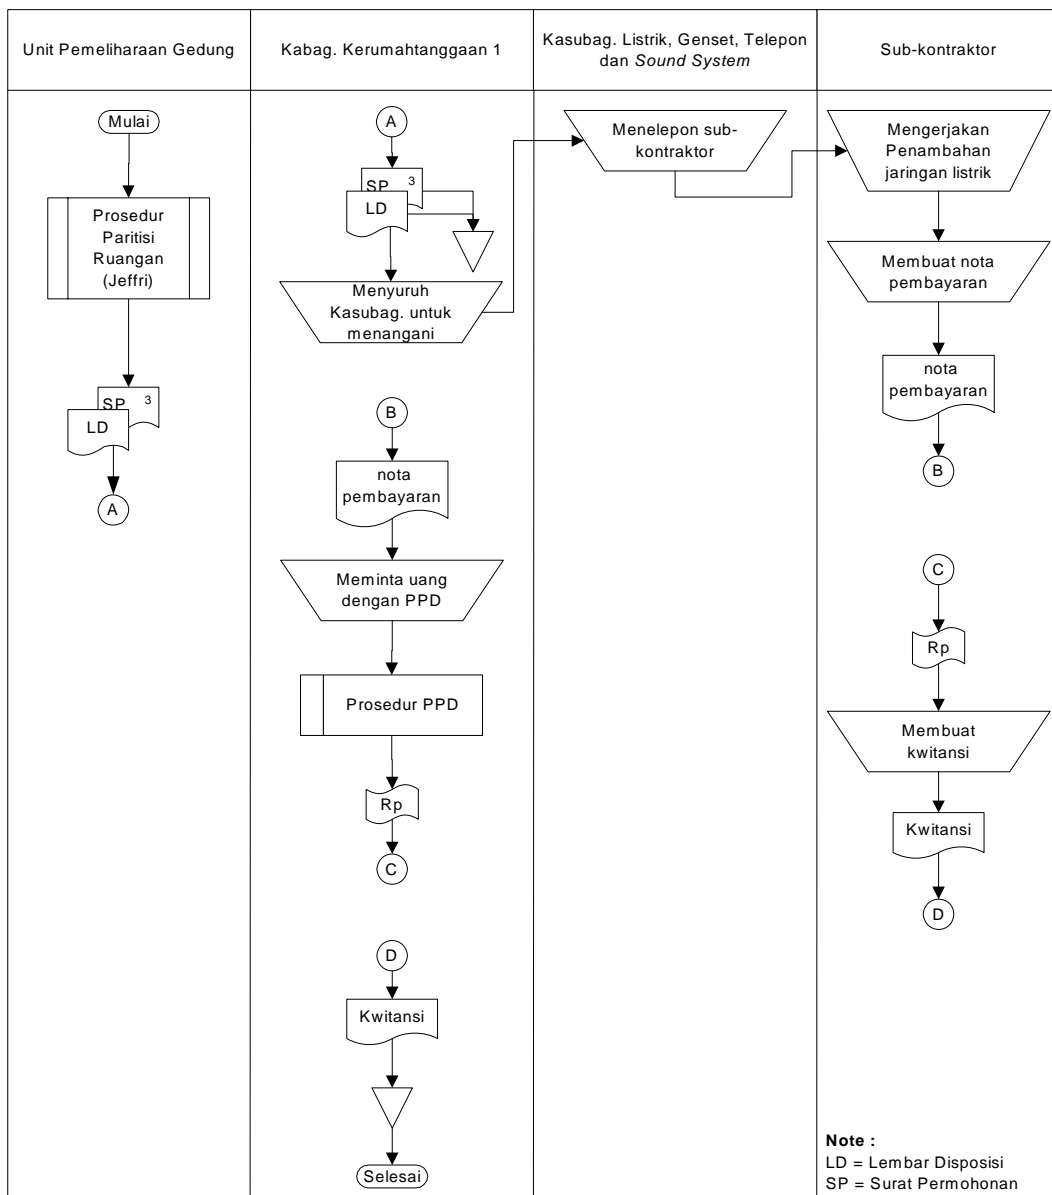 Unit Pemeliharaan Gedung
Kabag. Kerumahtanggaan 1
Kasubag. Listrik, Genset, Telepon
dan Sound System
Sub-kontraktor
Mulai
Prosedur
Paritisi
Ruangan
(Jeffri)
SP 3
LD
A
A
SP 3
LD
Menyuruh
Kasubag. untuk
menangani
B
nota
pembayaran
Meminta uang
dengan PPD
Prosedur PPD
Rp
C
D
Kwitansi
Selesai
Menelepon sub-
kontraktor
Mengerjakan
Penambahan
jaringan listrik
Membuat nota
pembayaran
nota
pembayaran
B
C
Rp
Membuat
kwitansi
Kwitansi
D
Note :
LD = Lembar Disposisi
SP = Surat Permohonan